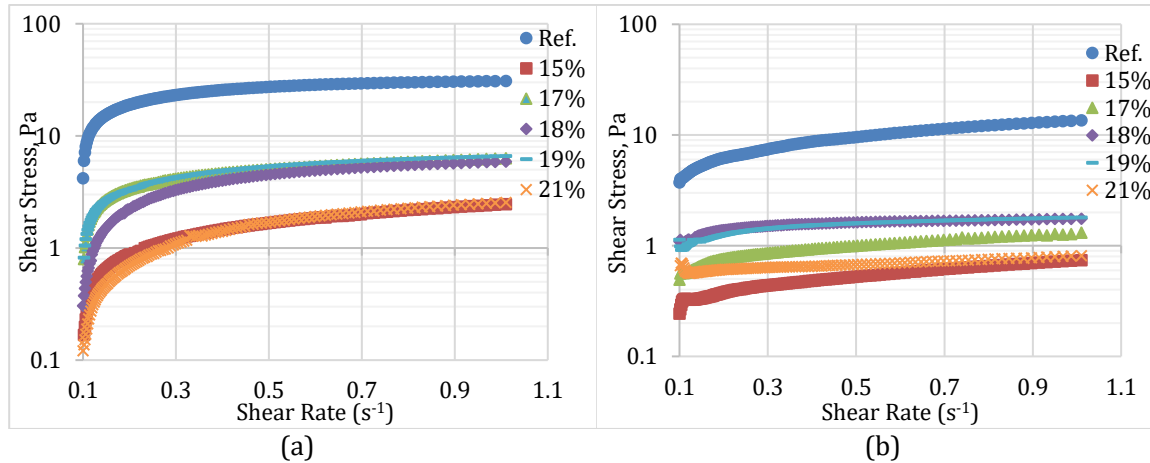 100
10
1
0.1
Shear Stress, Pa
0.1 0.3 0.5 0.7 0.9 1.1
Shear Rate (s⁻¹)
Ref.
15%
17%
18%
19%
21%
(a)
100
10
1
0.1
Shear Stress, Pa
0.1 0.3 0.5 0.7 0.9 1.1
Shear Rate (s⁻¹)
Ref.
15%
17%
18%
19%
21%
(b)